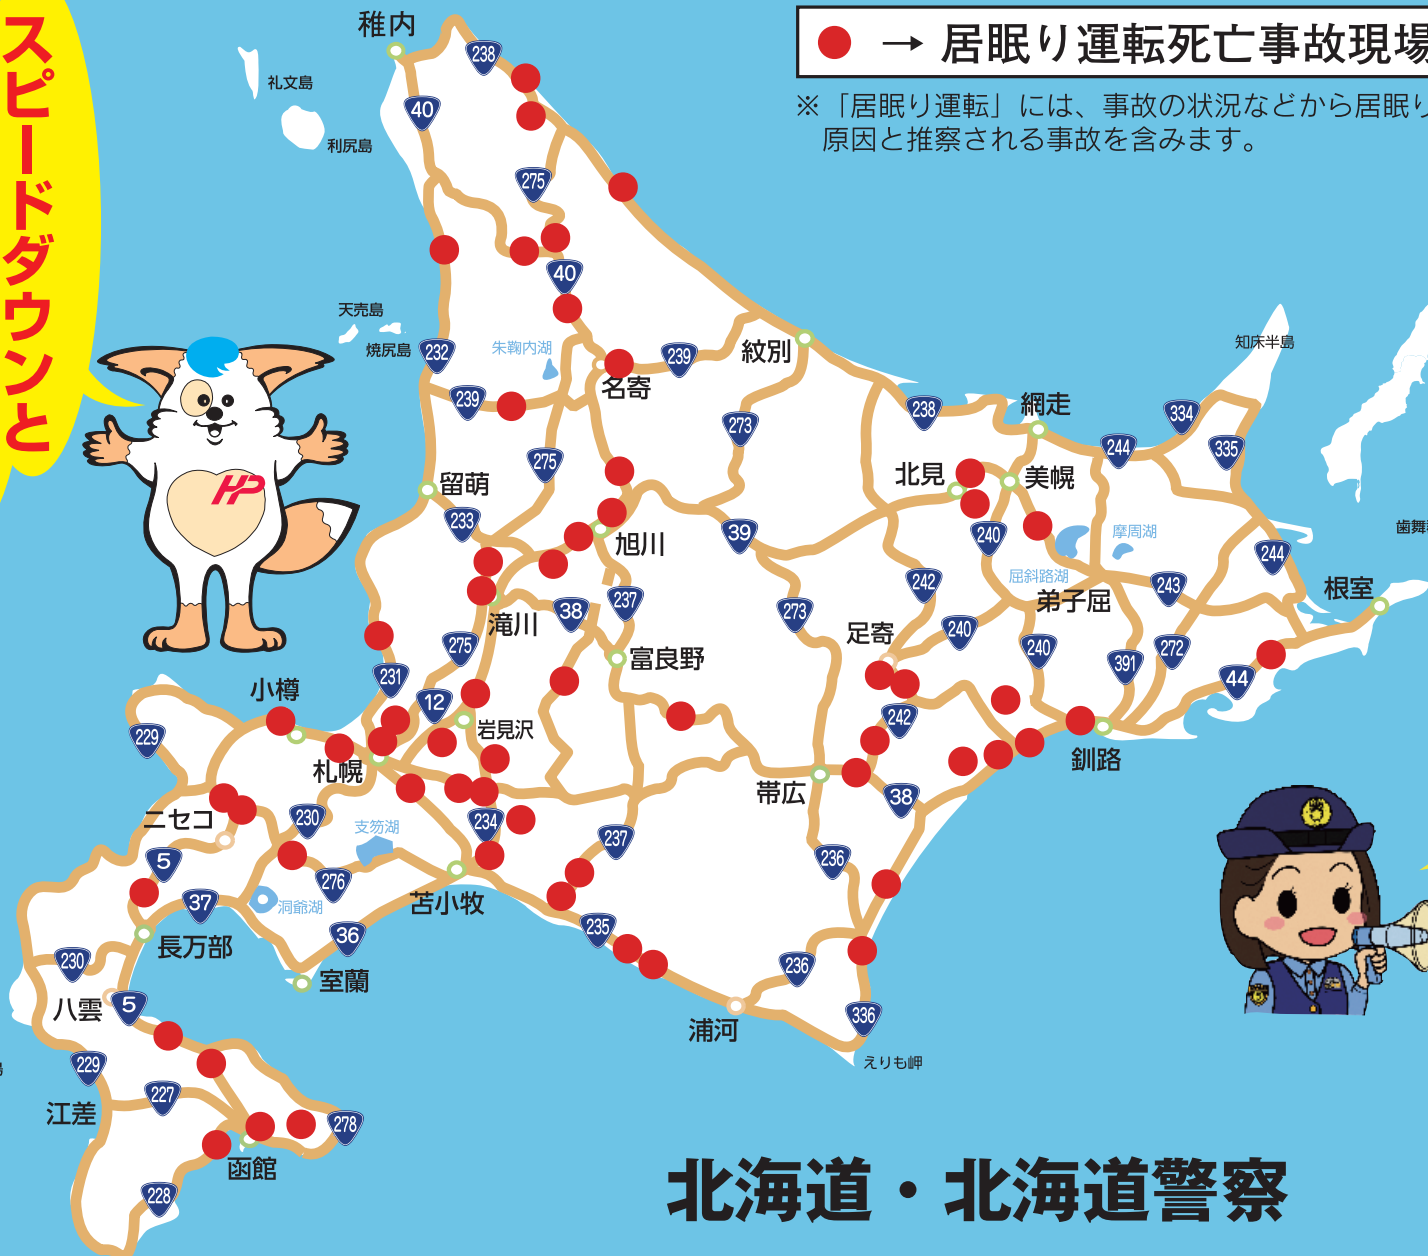 スピードダウンと
● → 居眠り運転死亡事故現場
※「居眠り運転」には、事故の状況などから居眠り
原因と推察される事故を含みます。
稚内
238
礼文島
40
利尻島
275
40
天売島
知床半島
焼尻島
232
朱鞠内湖
239
紋別
名寄
239
238
網走
334
273
244
335
275
北見
美幌
留萌
233
39
240
摩周湖
歯舞
旭川
244
屈斜路湖
242
243
根室
弟子屈
38
237
273
滝川
240
足寄
275
240
富良野
391
272
231
44
小樽
12
242
229
岩見沢
釧路
札幌
帯広
38
ニセコ
230
支笏湖
234
237
5
236
276
37
洞爺湖
苫小牧
36
235
長万部
230
236
室蘭
八雲
5
336
浦河
えりも岬
229
227
江差
278
函館
228
HP
北海道・北海道警察